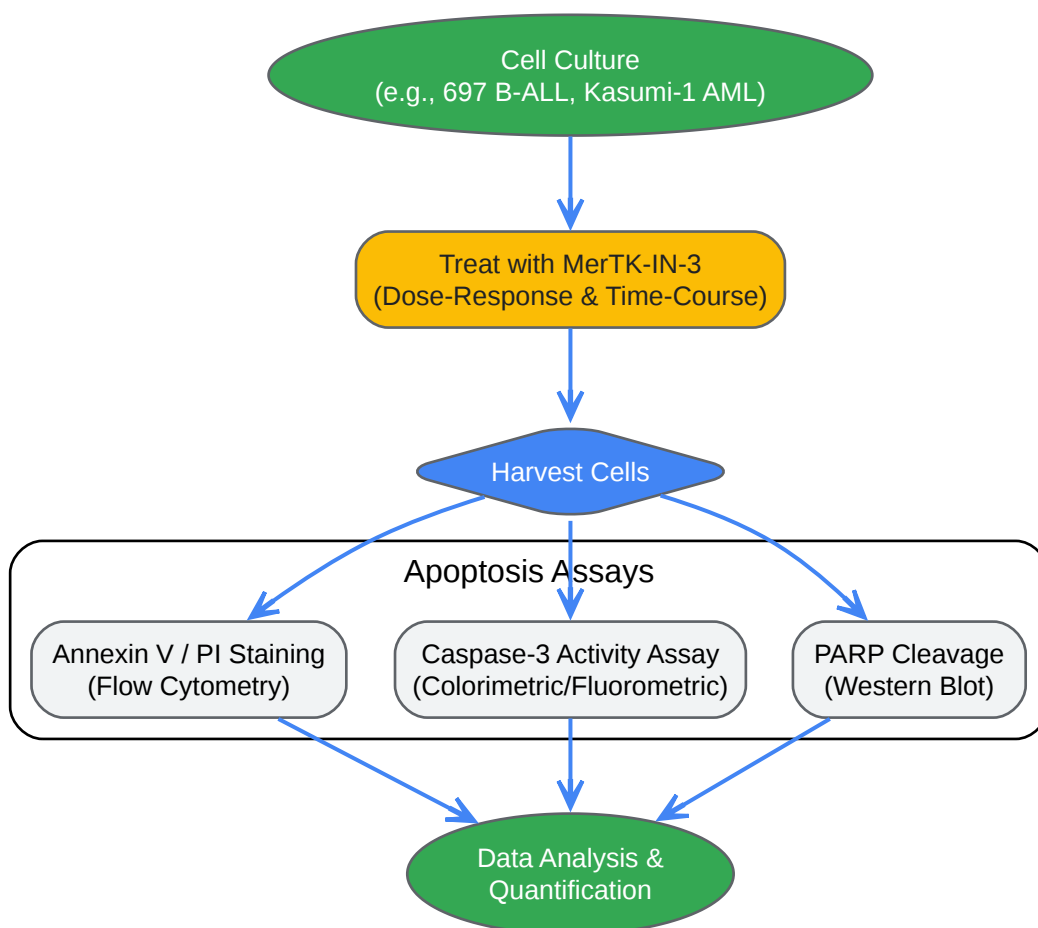 Cell Culture
(e.g., 697 B-ALL, Kasumi-1 AML)
Treat with MerTK-IN-3
(Dose-Response & Time-Course)
Harvest Cells
Apoptosis Assays
Annexin V / PI Staining
(Flow Cytometry)
Caspase-3 Activity Assay
(Colorimetric/Fluorometric)
PARP Cleavage
(Western Blot)
Data Analysis &
Quantification